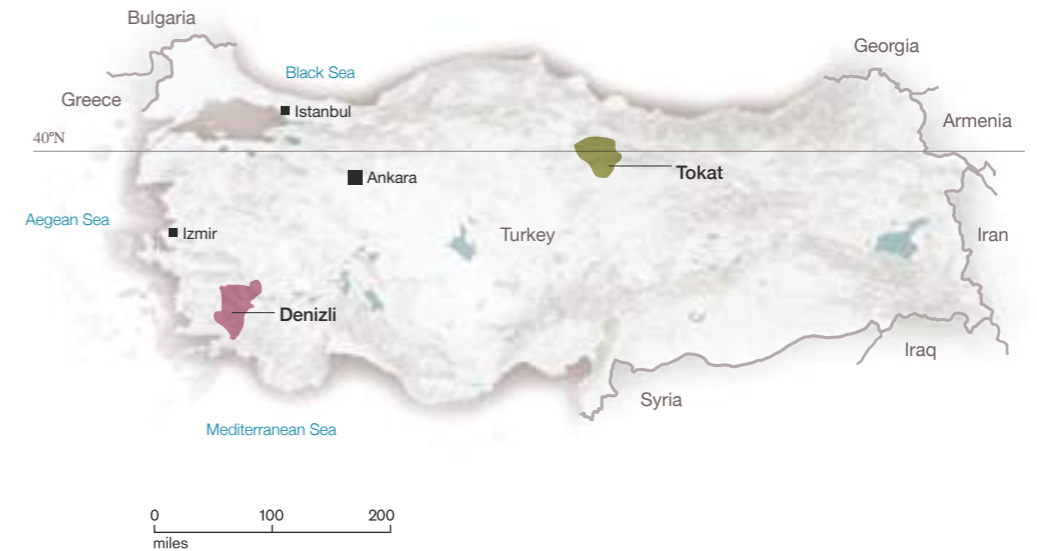 Bulgaria
Georgia
Black Sea
Greece
Istanbul
Armenia
40°N
Tokat
Ankara
Aegean Sea
Izmir
Turkey
Iran
Denizli
Iraq
Syria
Mediterranean Sea
0 100 200
miles